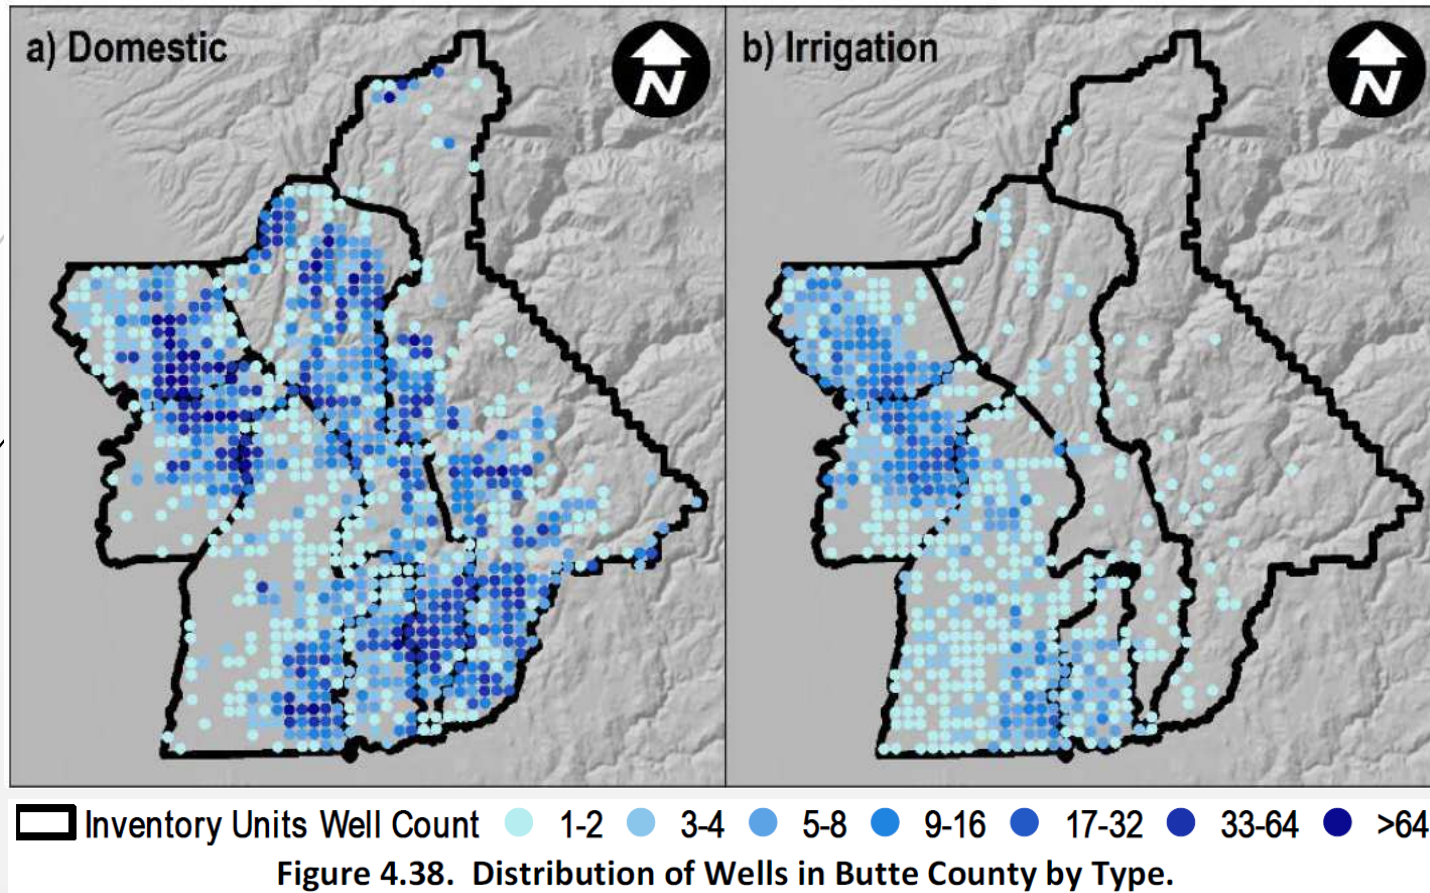 a) Domestic
N
b) Irrigation
N
Inventory Units Well Count 1-2 3-4 5-8 9-16 17-32 33-64 >64
Figure 4.38. Distribution of Wells in Butte County by Type.